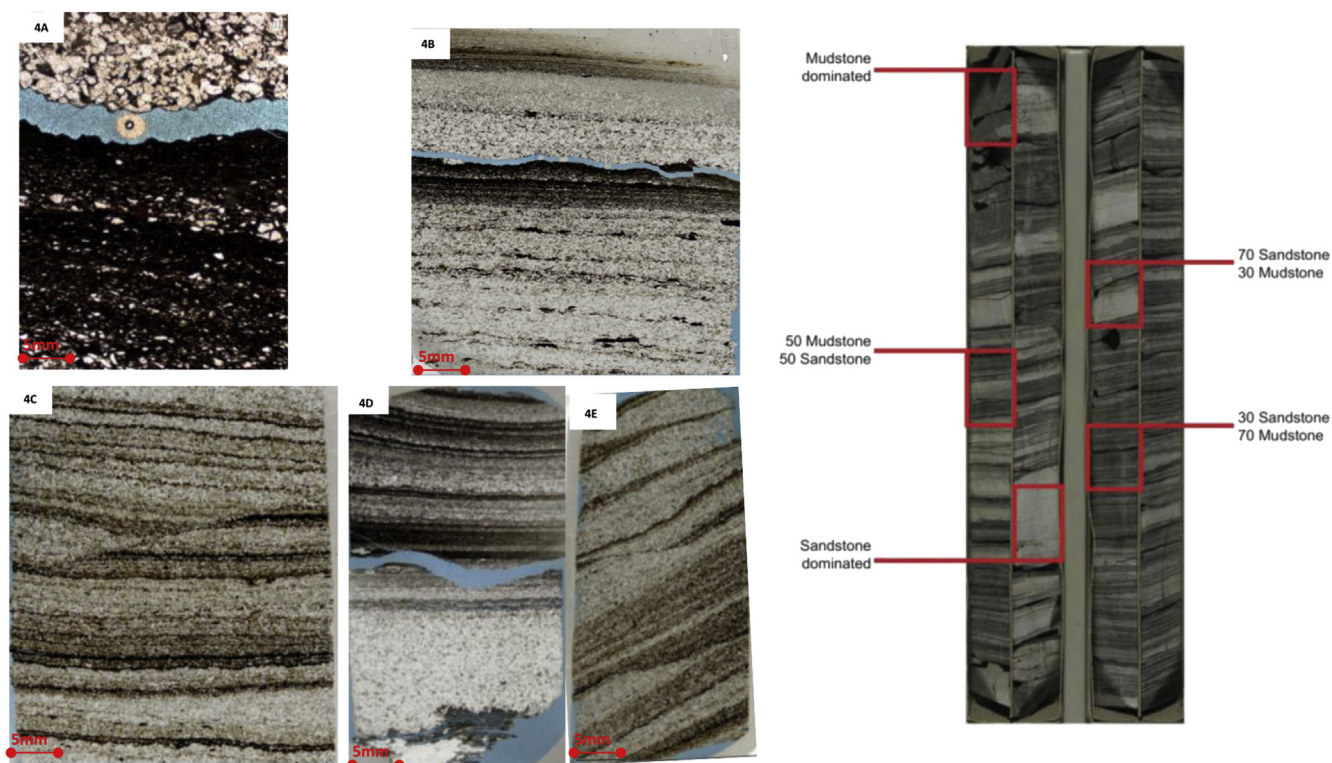 4A
5mm
4B
5mm
4C
5mm
4D
5mm
4E
5mm
Mudstone
dominated
50 Mudstone
50 Sandstone
Sandstone
dominated
70 Sandstone
30 Mudstone
30 Sandstone
70 Mudstone